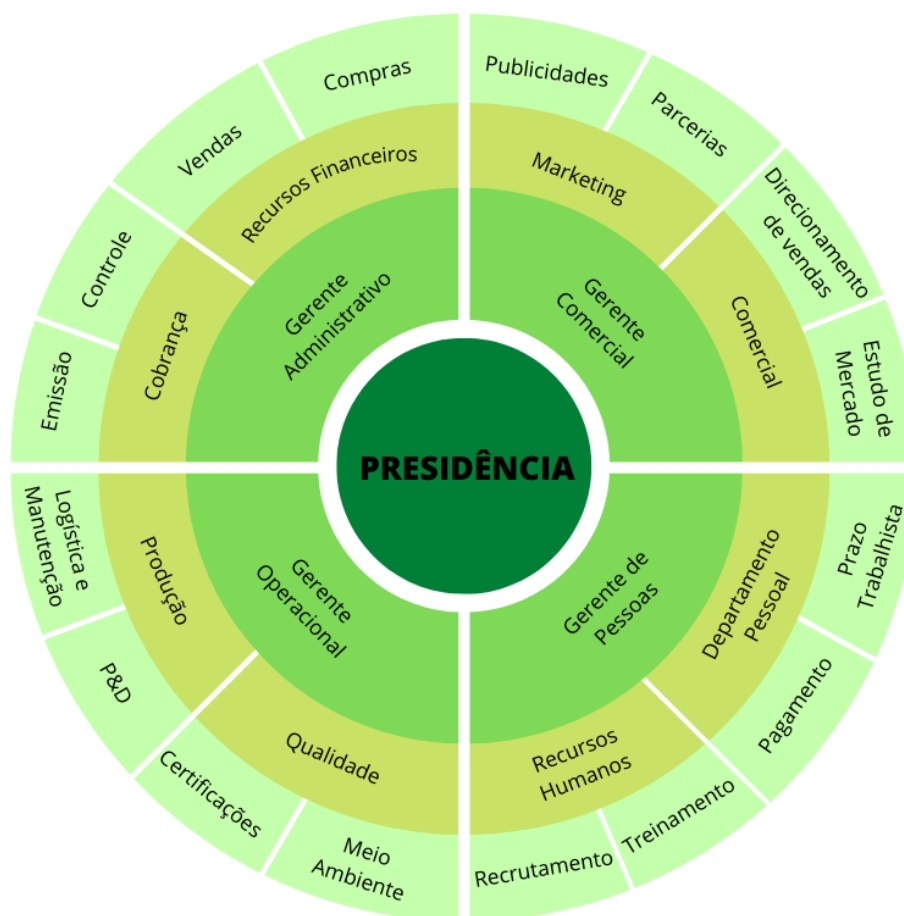 PRESIDÊNCIA
Gerente
Administrativo
Recursos Financeiros
Compras
Vendas
Cobrança
Controle
Emissão
Gerente
Comercial
Marketing
Publicidades
Parcerias
Comercial
Direcionamento
de vendas
Estudo de
Mercado
Gerente de
Pessoas
Departamento
Pessoal
Prazo
Trabalhista
Pagamento
Recursos
Humanos
Treinamento
Recrutamento
Gerente
Operacional
Qualidade
Meio
Ambiente
Certificações
Produção
P&D
Logística e
Manutenção